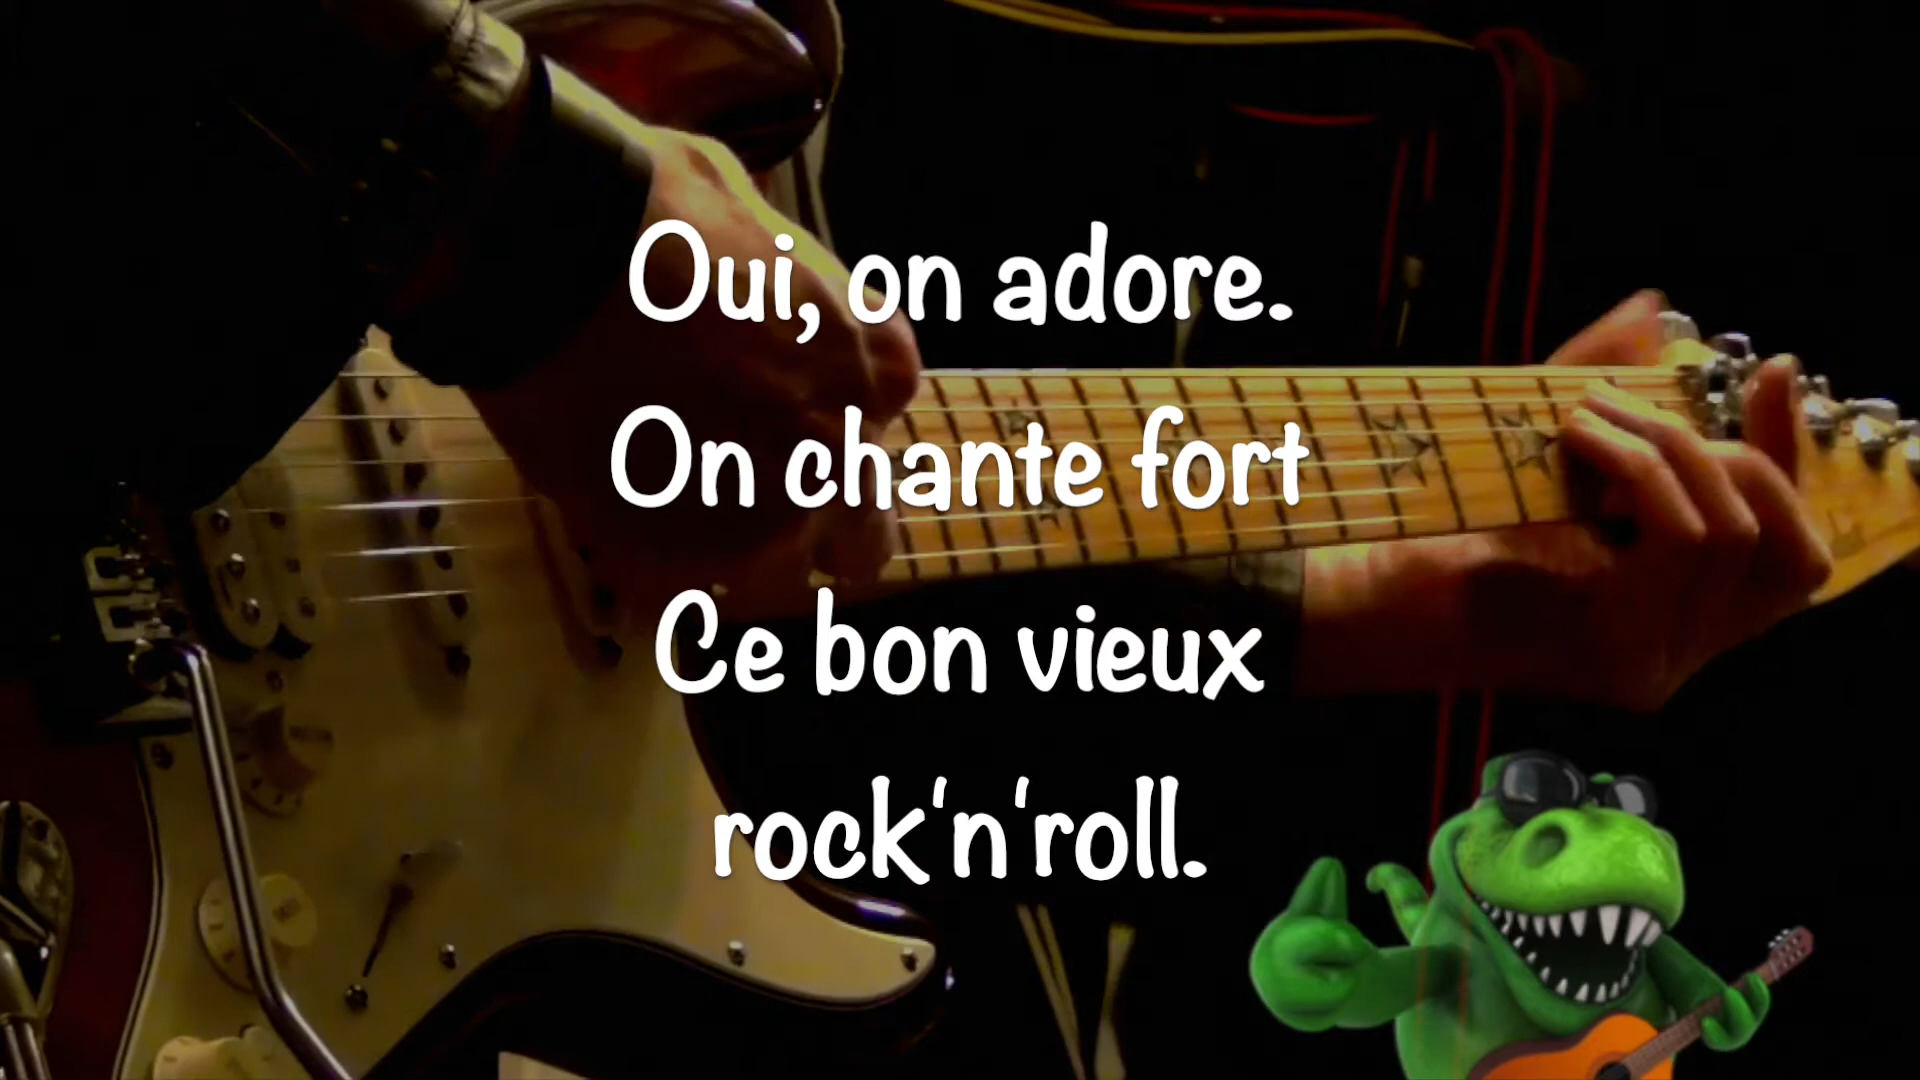 Oui, on adore.
On chante fort
Ce bon vieux
rock'n'roll.